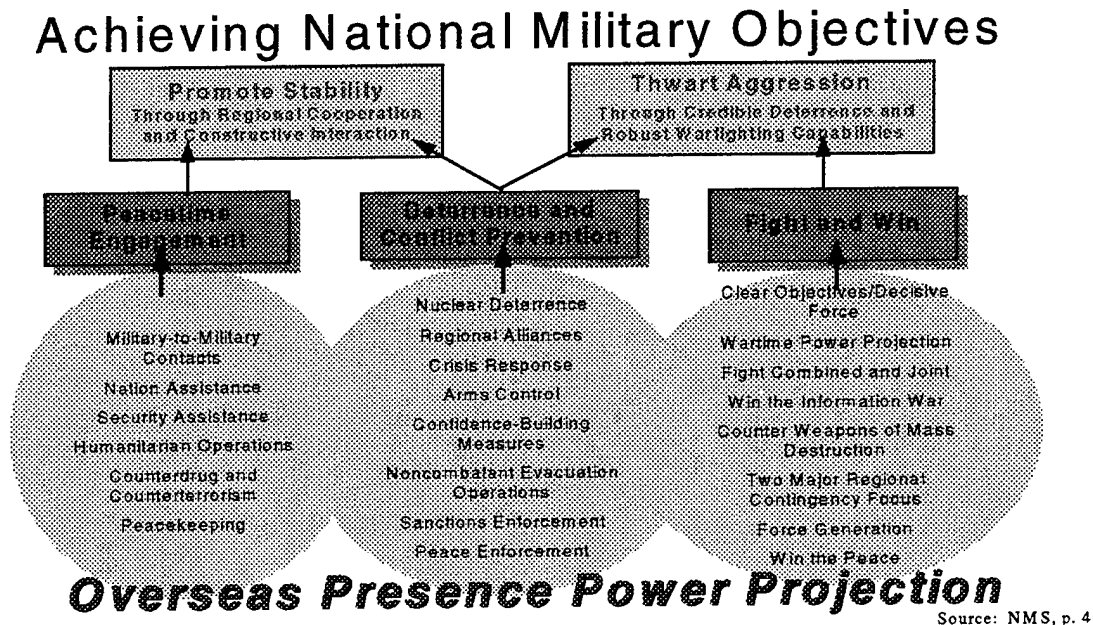 Achieving National Military Objectives
Promote Stability
Through Regional Cooperation
and Constructive Interaction
Thwart Aggression
Through Credible Deterrence and
Robust Warfighting Capabilities
Peacetime
Engagement
Deterrence and
Conflict Prevention
Fight and Win
Military-to-Military
Contacts
Nation Assistance
Security Assistance
Humanitarian Operations
Counterdrug and
Counterterrorism
Peacekeeping
Nuclear Deterrence
Regional Alliances
Crisis Response
Arms Control
Confidence-Building
Measures
Noncombatant Evacuation
Operations
Sanctions Enforcement
Peace Enforcement
Clear Objectives/Decisive
Force
Wartime Power Projection
Fight Combined and Joint
Win the Information War
Counter Weapons of Mass
Destruction
Two Major Regional
Contingency Focus
Force Generation
Win the Peace
Overseas Presence Power Projection
Source: NMS, p. 4